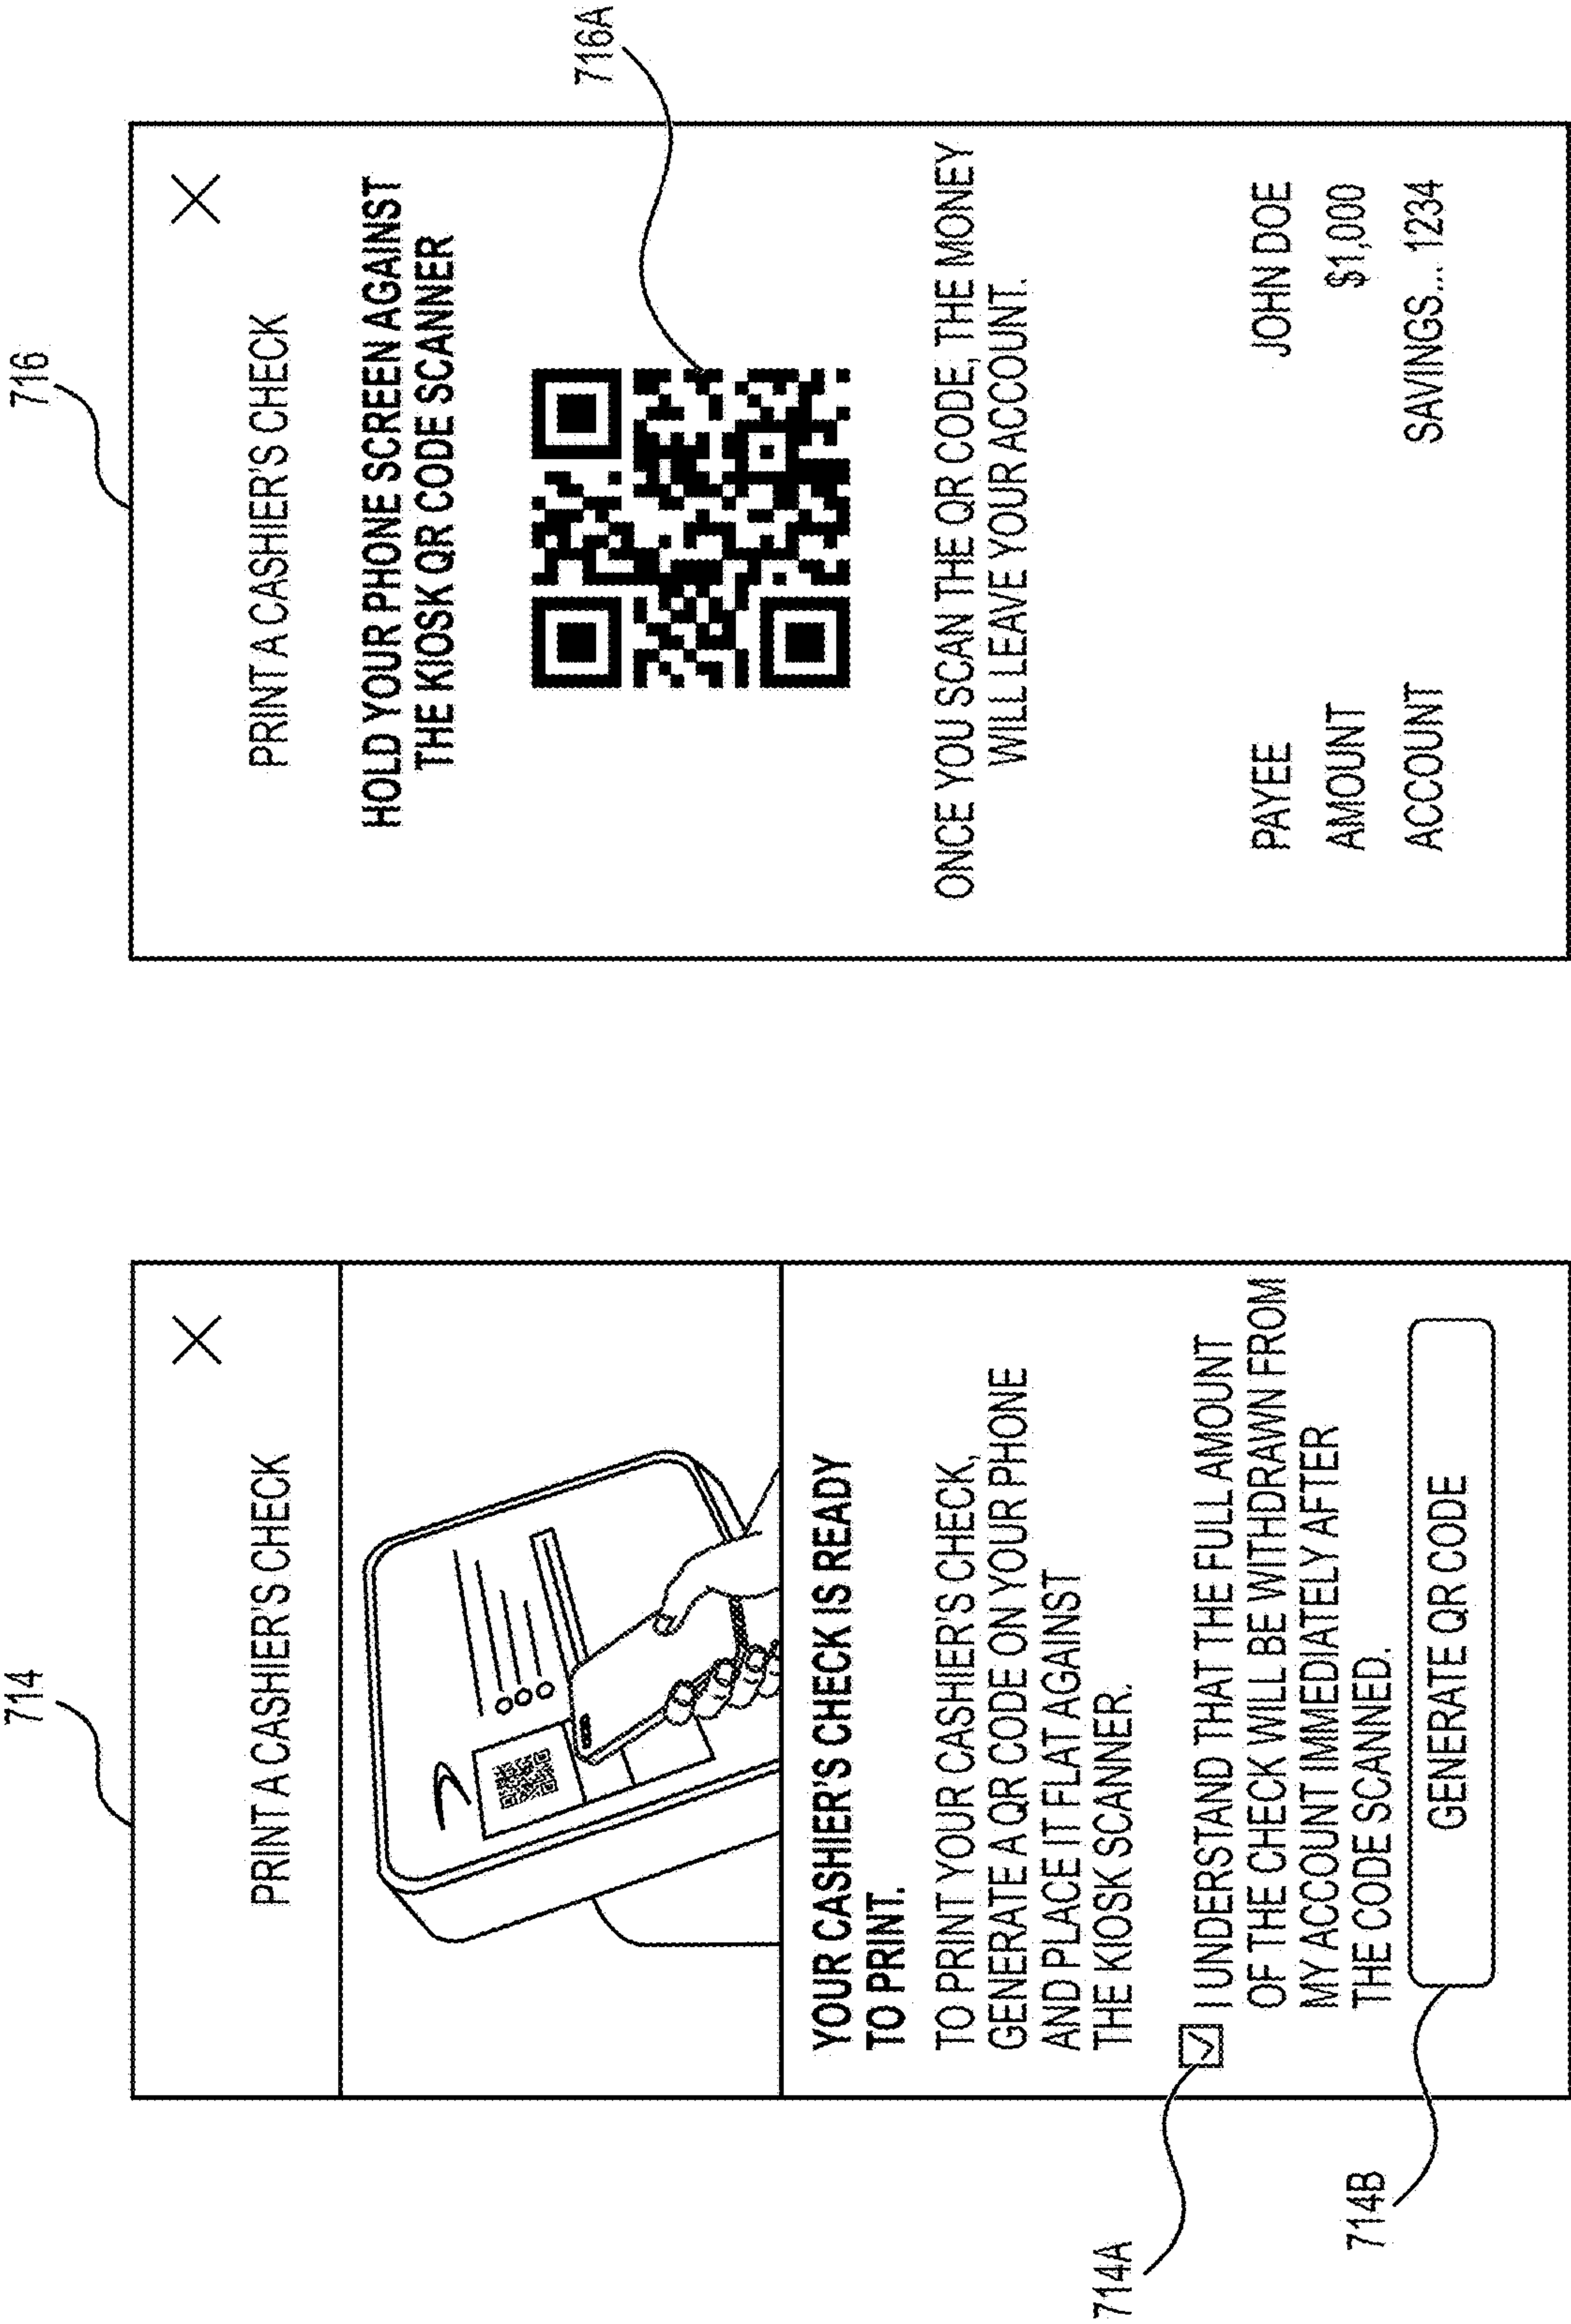 714
PRINT A CASHIER'S CHECK
YOUR CASHIER'S CHECK IS READY
TO PRINT.
TO PRINT YOUR CASHIER'S CHECK,
GENERATE A QR CODE ON YOUR PHONE
AND PLACE IT FLAT AGAINST
THE KIOSK SCANNER.
714A
I UNDERSTAND THAT THE FULL AMOUNT
OF THE CHECK WILL BE WITHDRAWN FROM
MY ACCOUNT IMMEDIATELY AFTER
THE CODE SCANNED.
714B
GENERATE QR CODE
716
PRINT A CASHIER'S CHECK
HOLD YOUR PHONE SCREEN AGAINST
THE KIOSK QR CODE SCANNER
716A
ONCE YOU SCAN THE QR CODE, THE MONEY
WILL LEAVE YOUR ACCOUNT.
PAYEE JOHN DOE
AMOUNT $1,000
ACCOUNT SAVINGS... 1234